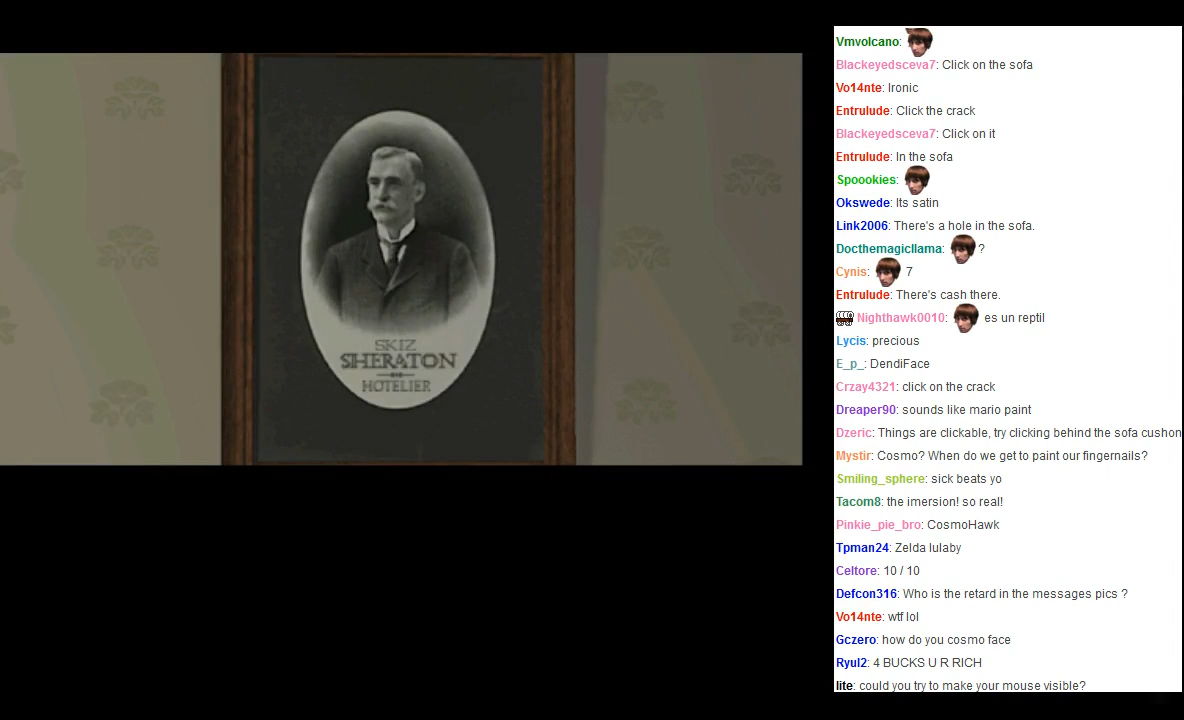 SKIZ
SHERATON
HOTELIER
Vmvolcano:
Blackeyedsceva7: Click on the sofa
Vo14nte: Ironic
Entrulude: Click the crack
Blackeyedsceva7: Click on it
Entrulude: In the sofa
Spoookies:
Okswede: Its satin
Link2006: There's a hole in the sofa.
Docthemagicllama: ?
Cynis: 7
Entrulude: There's cash there.
Nighthawk0010: es un reptil
Lycis: precious
E_p_: DendiFace
Crzay4321: click on the crack
Dreaper90: sounds like mario paint
Dzeric: Things are clickable, try clicking behind the sofa cushon
Mystir: Cosmo? When do we get to paint our fingernails?
Smiling_sphere: sick beats yo
Tacom8: the imersion! so real!
Pinkie_pie_bro: CosmoHawk
Tpman24: Zelda lulaby
Celtore: 10 / 10
Defcon316: Who is the retard in the messages pics ?
Vo14nte: wtf lol
Gczero: how do you cosmo face
Ryul2: 4 BUCKS U R RICH
lite: could you try to make your mouse visible?